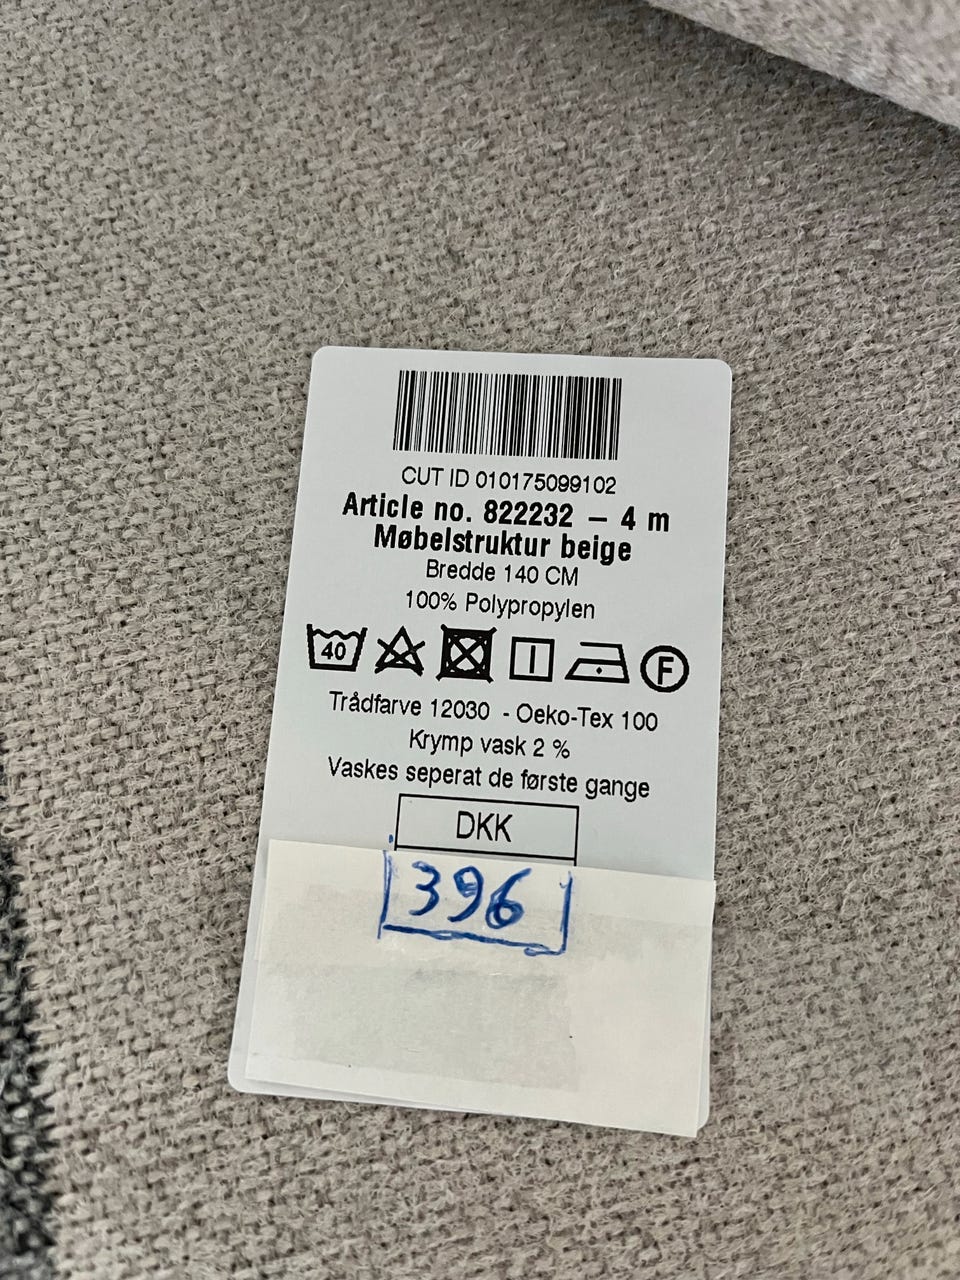 CUT ID 010175099102
Article no. 822232 – 4 m
Møbelstruktur beige
Bredde 140 CM
100% Polypropylen
40 F
Trådfarve 12030 - Oeko-Tex 100
Krymp vask 2 %
Vaskes seperat de første gange
DKK
396